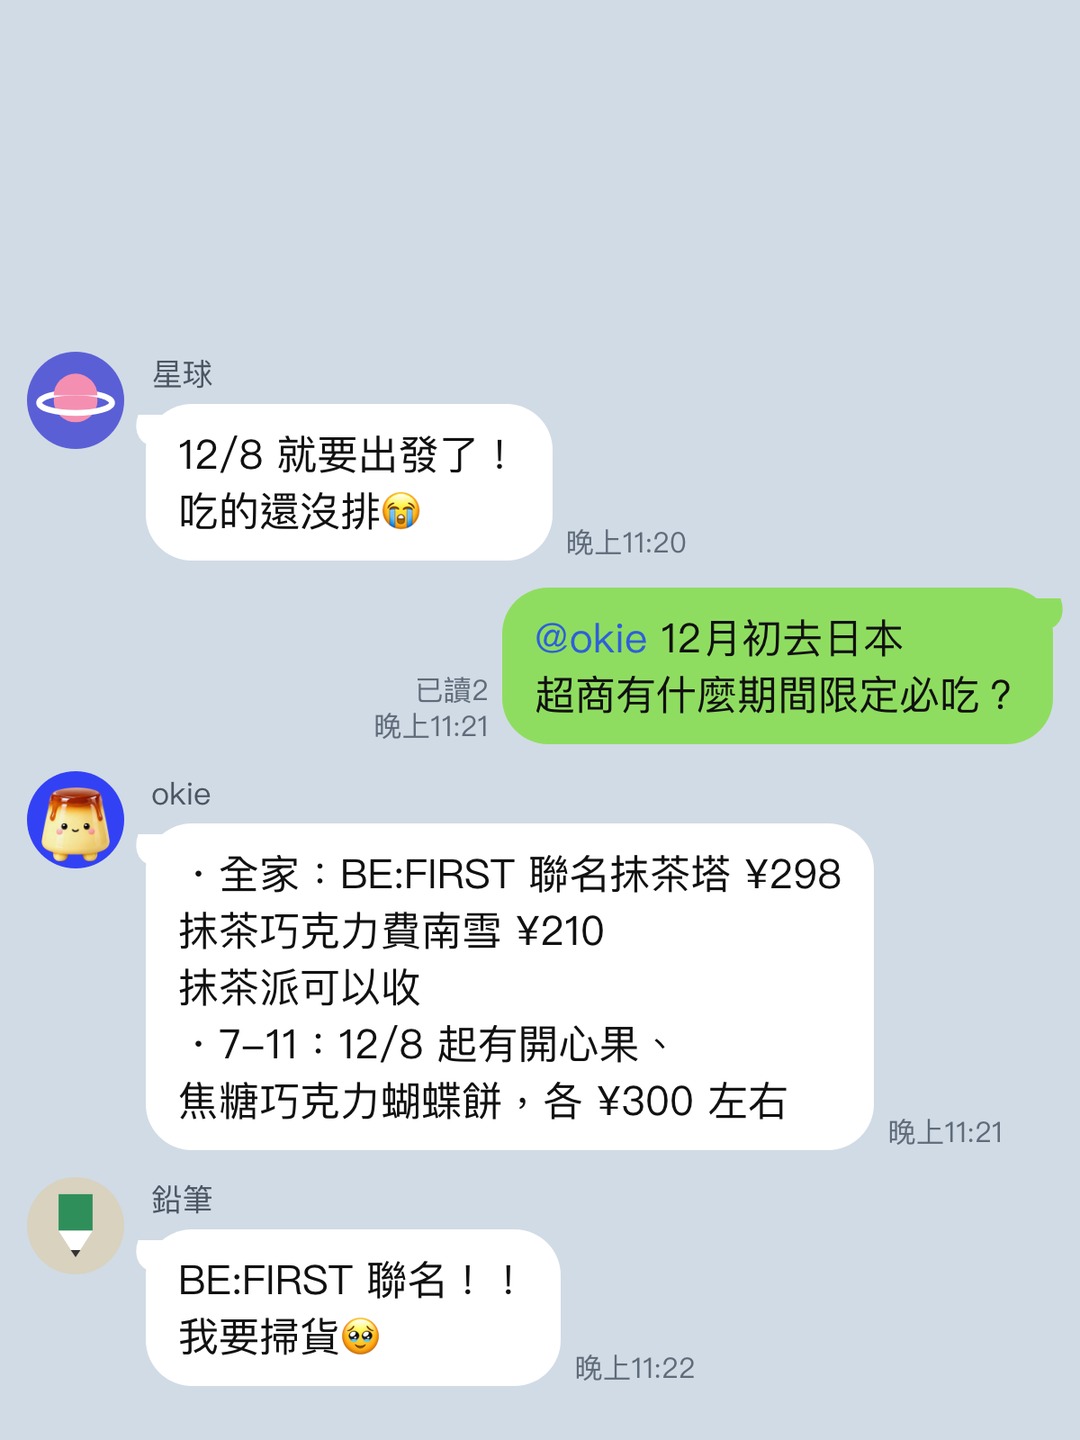 星球
12/8 就要出發了！
吃的還沒排😭
晚上11:20
@okie 12月初去日本
超商有什麼期間限定必吃？
已讀2
晚上11:21
okie
・全家：BE:FIRST 聯名抹茶塔 ¥298
抹茶巧克力費南雪 ¥210
抹茶派可以收
・7–11：12/8 起有開心果、
焦糖巧克力蝴蝶餅，各 ¥300 左右
晚上11:21
鉛筆
BE:FIRST 聯名！！
我要掃貨🥹
晚上11:22